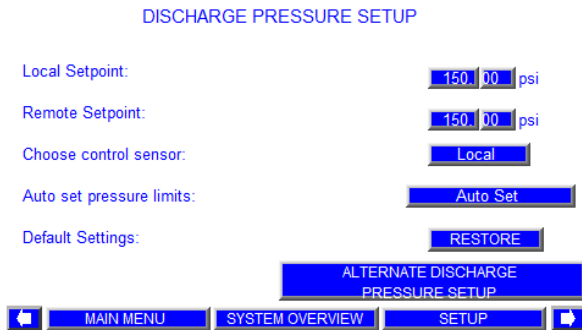 DISCHARGE PRESSURE SETUP
Local Setpoint: 150. 00 psi
Remote Setpoint: 150. 00 psi
Choose control sensor: Local
Auto set pressure limits: Auto Set
Default Settings: RESTORE
ALTERNATE DISCHARGE
PRESSURE SETUP
MAIN MENU SYSTEM OVERVIEW SETUP